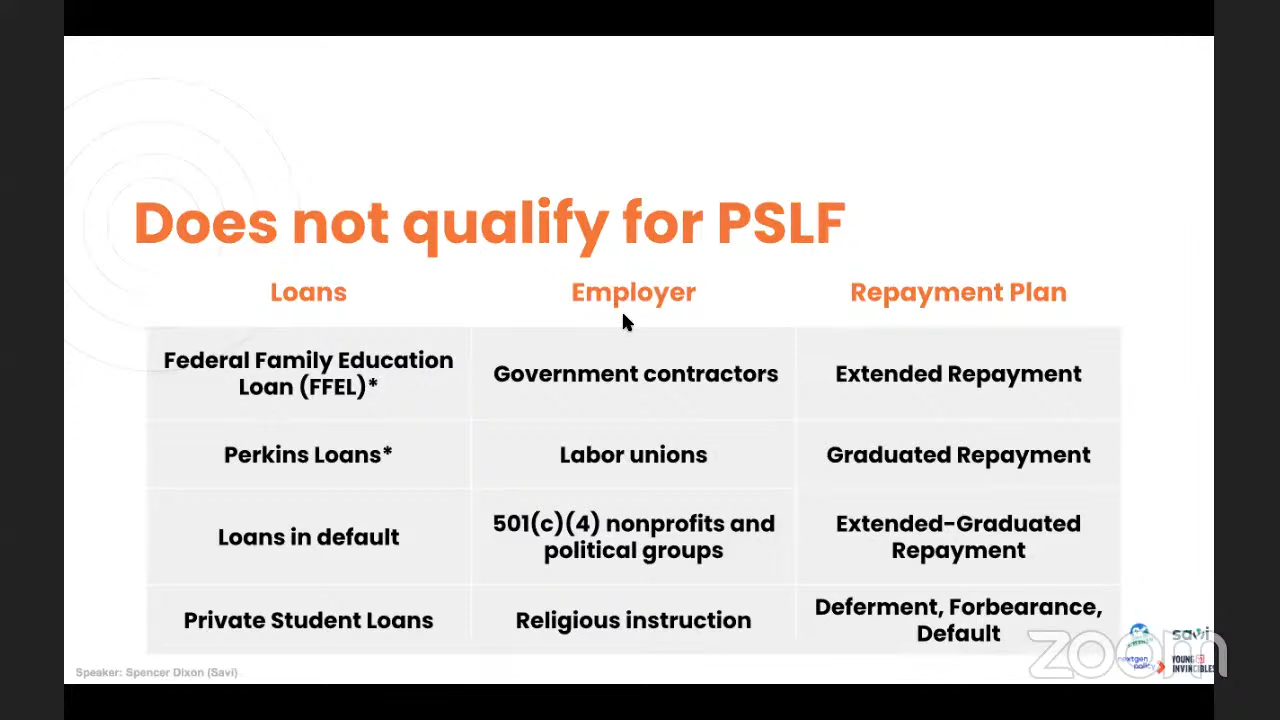 Does not qualify for PSLF
Loans
Employer
Repayment Plan
Federal Family Education
Loan (FFEL)*
Government contractors
Extended Repayment
Perkins Loans*
Labor unions
Graduated Repayment
Loans in default
501(c)(4) nonprofits and
political groups
Extended-Graduated
Repayment
Private Student Loans
Religious instruction
Deferment, Forbearance,
Default
savi
nextgen
policy
YOUNG
INVINCIBLES
zoom
Speaker: Spencer Dixon (Savi)